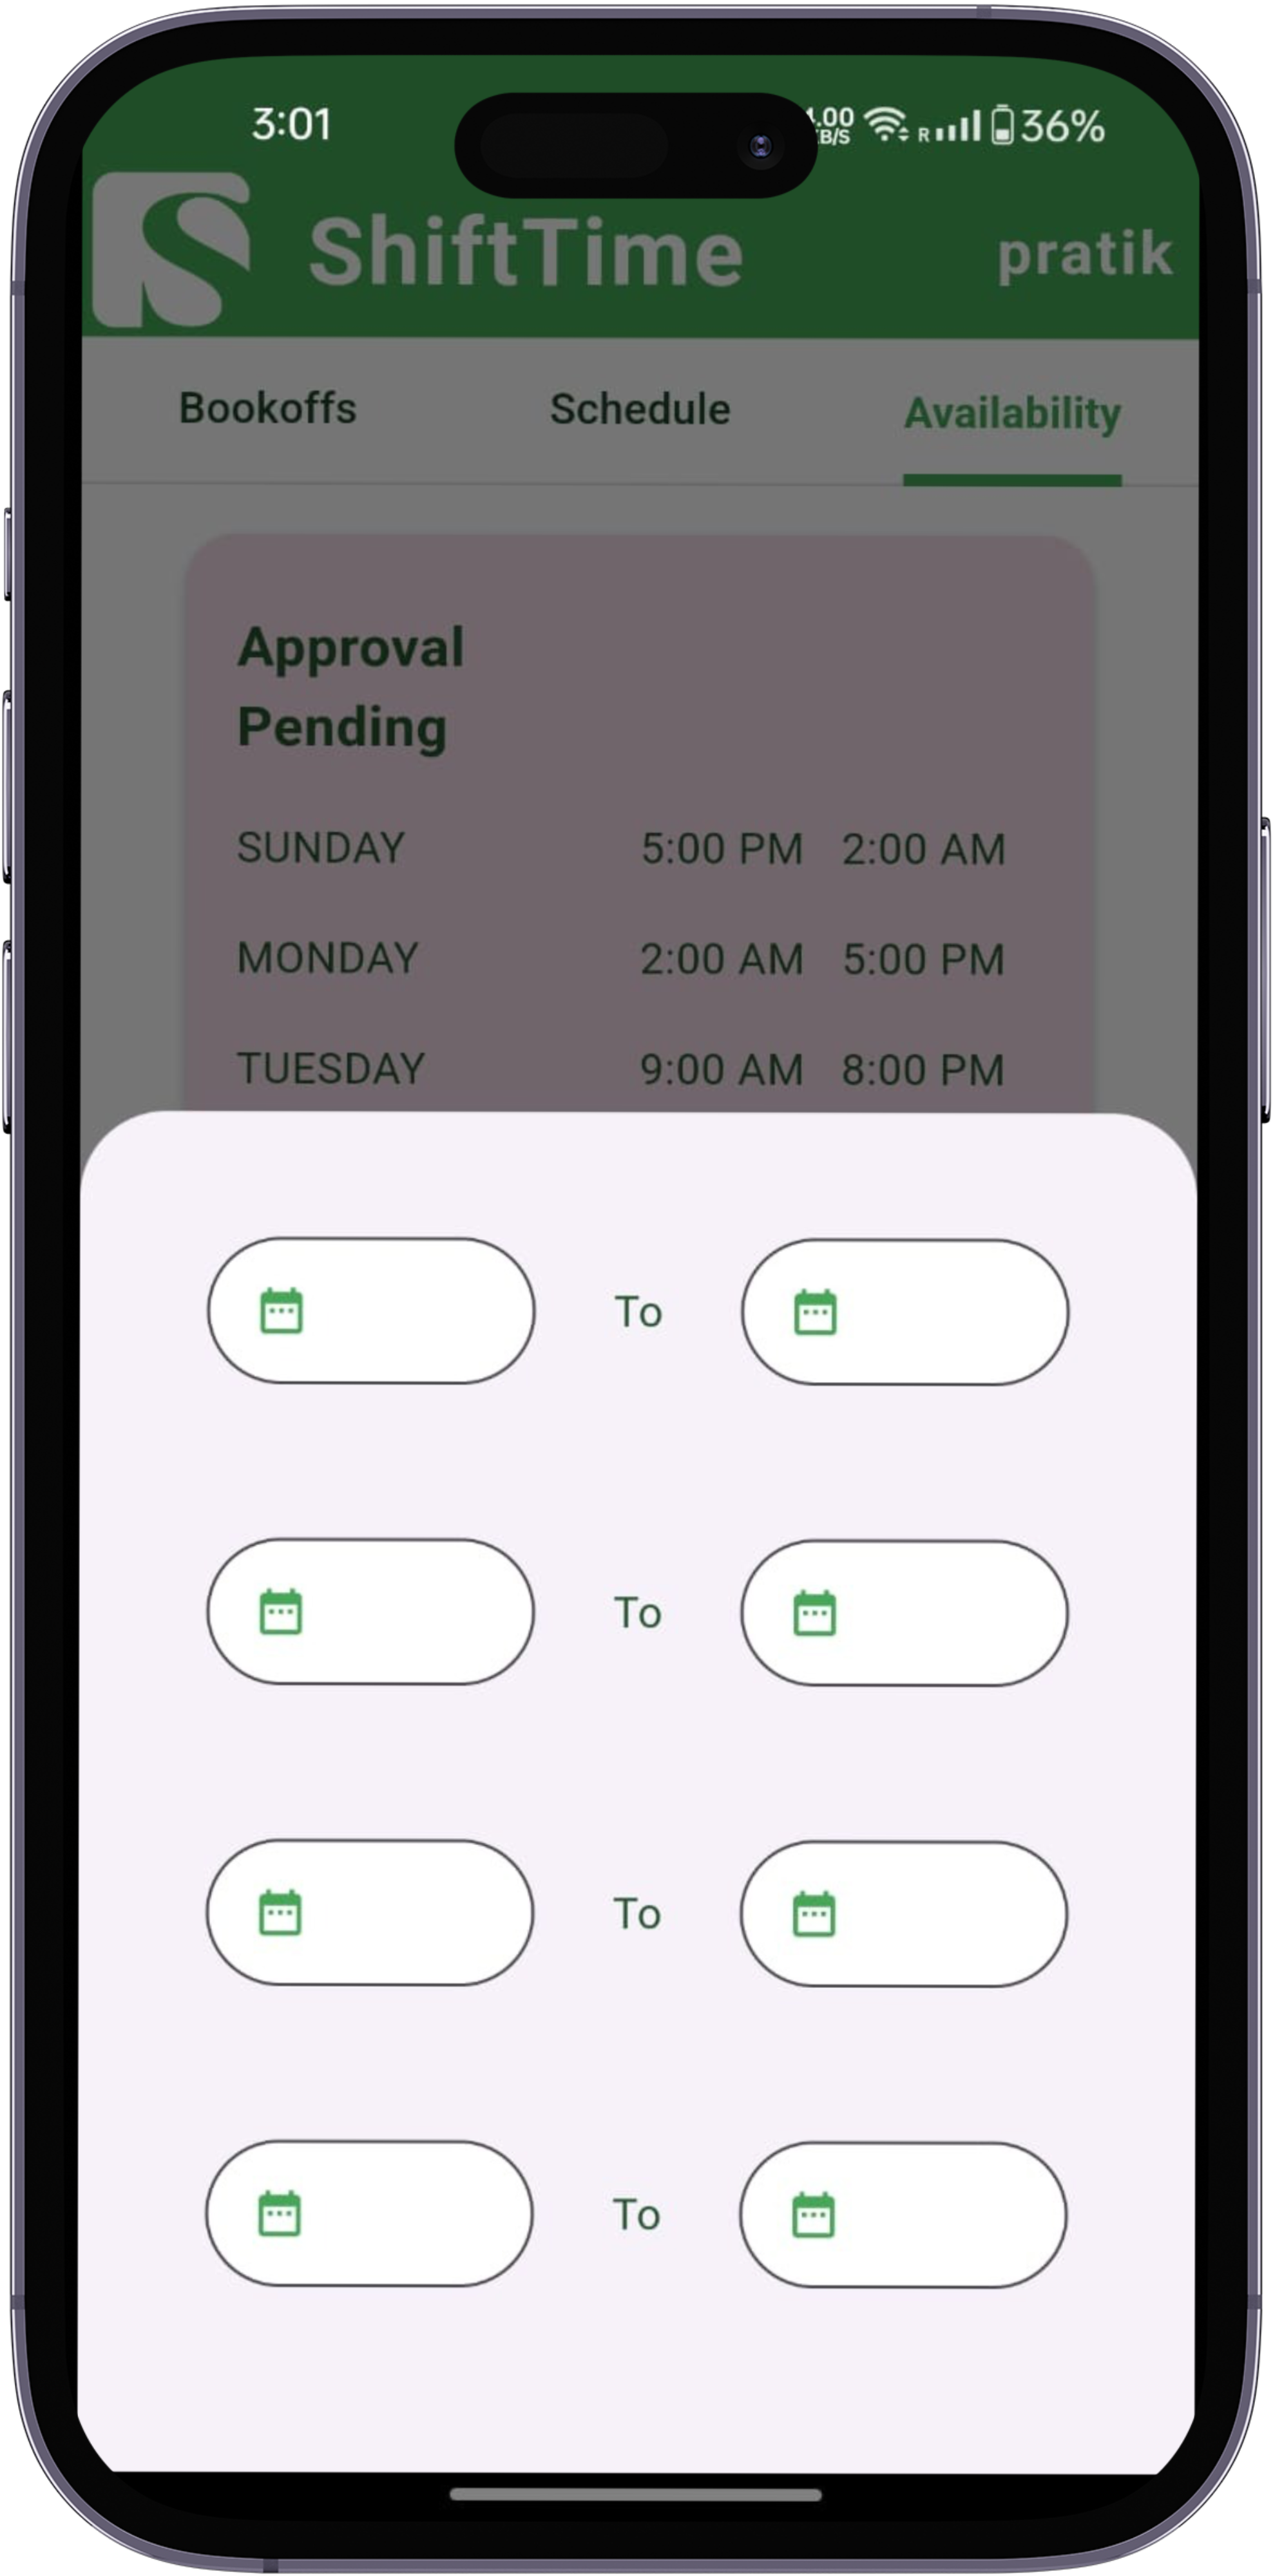 3:01
.00
B/S
R
36%
ShiftTime
pratik
Bookoffs Schedule Availability
Approval
Pending
SUNDAY 5:00 PM 2:00 AM
MONDAY 2:00 AM 5:00 PM
TUESDAY 9:00 AM 8:00 PM
To
To
To
To